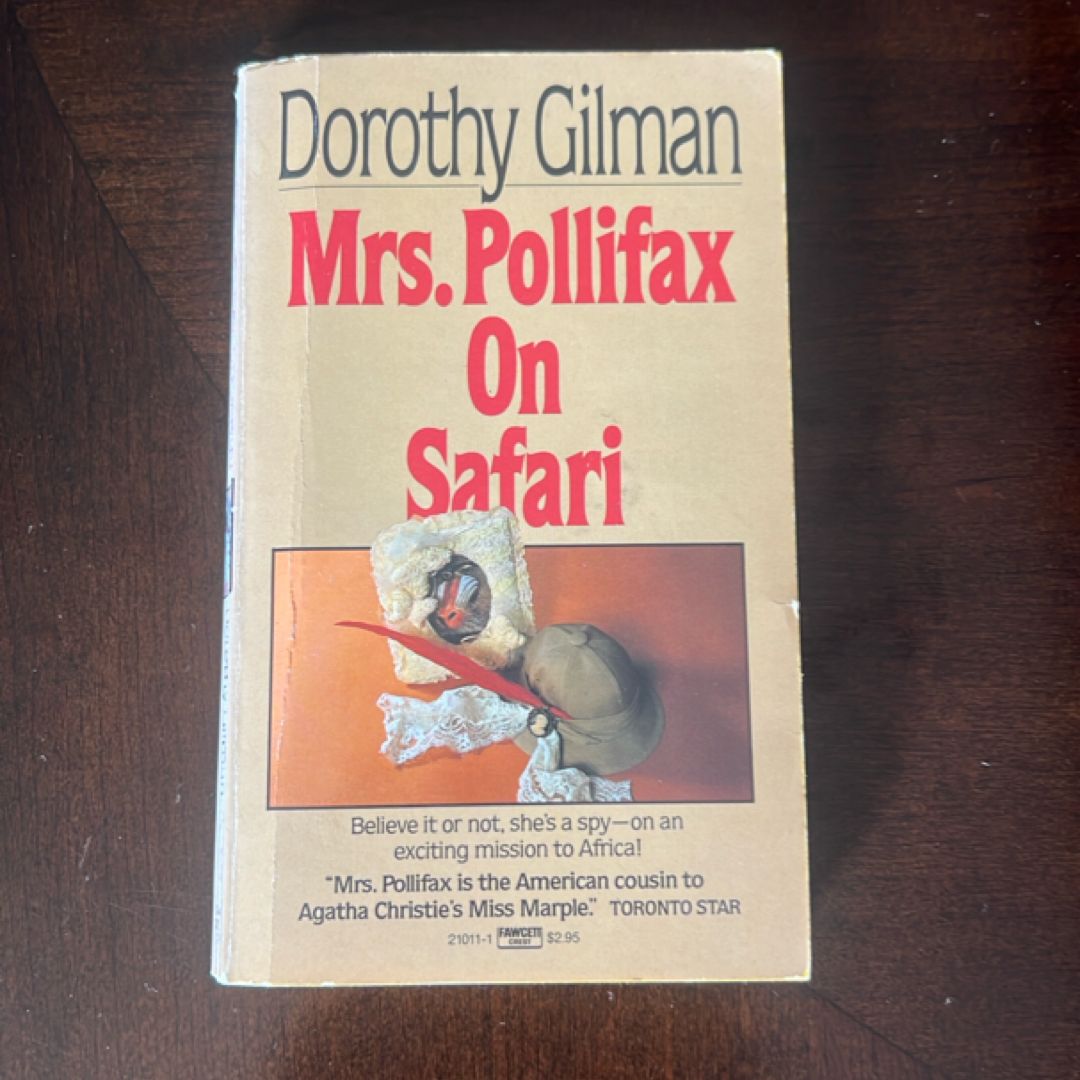 Dorothy Gilman
Mrs. Pollifax
On
Safari
Believe it or not, she's a spy—on an
exciting mission to Africa!
"Mrs. Pollifax is the American cousin to
Agatha Christie's Miss Marple." TORONTO STAR
21011-1 FAWCETT CREST $2.95